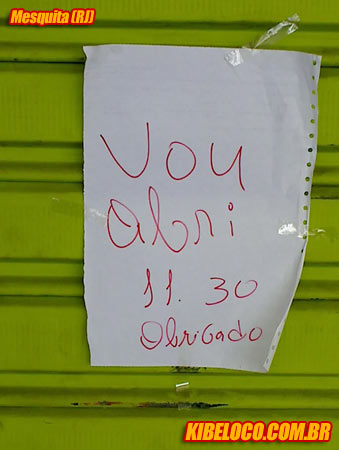 Mesquita (RJ)
Vou
abri
11. 30
Obrigado
KIBELOCO.COM.BR